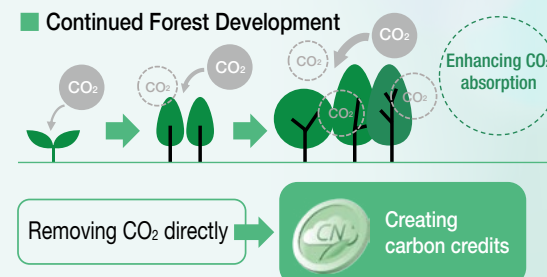 ■ Continued Forest Development
CO₂
CO₂
CO₂
CO₂
CO₂
CO₂
CO₂
Enhancing CO₂
absorption
Removing CO₂ directly
CN
Creating
carbon credits